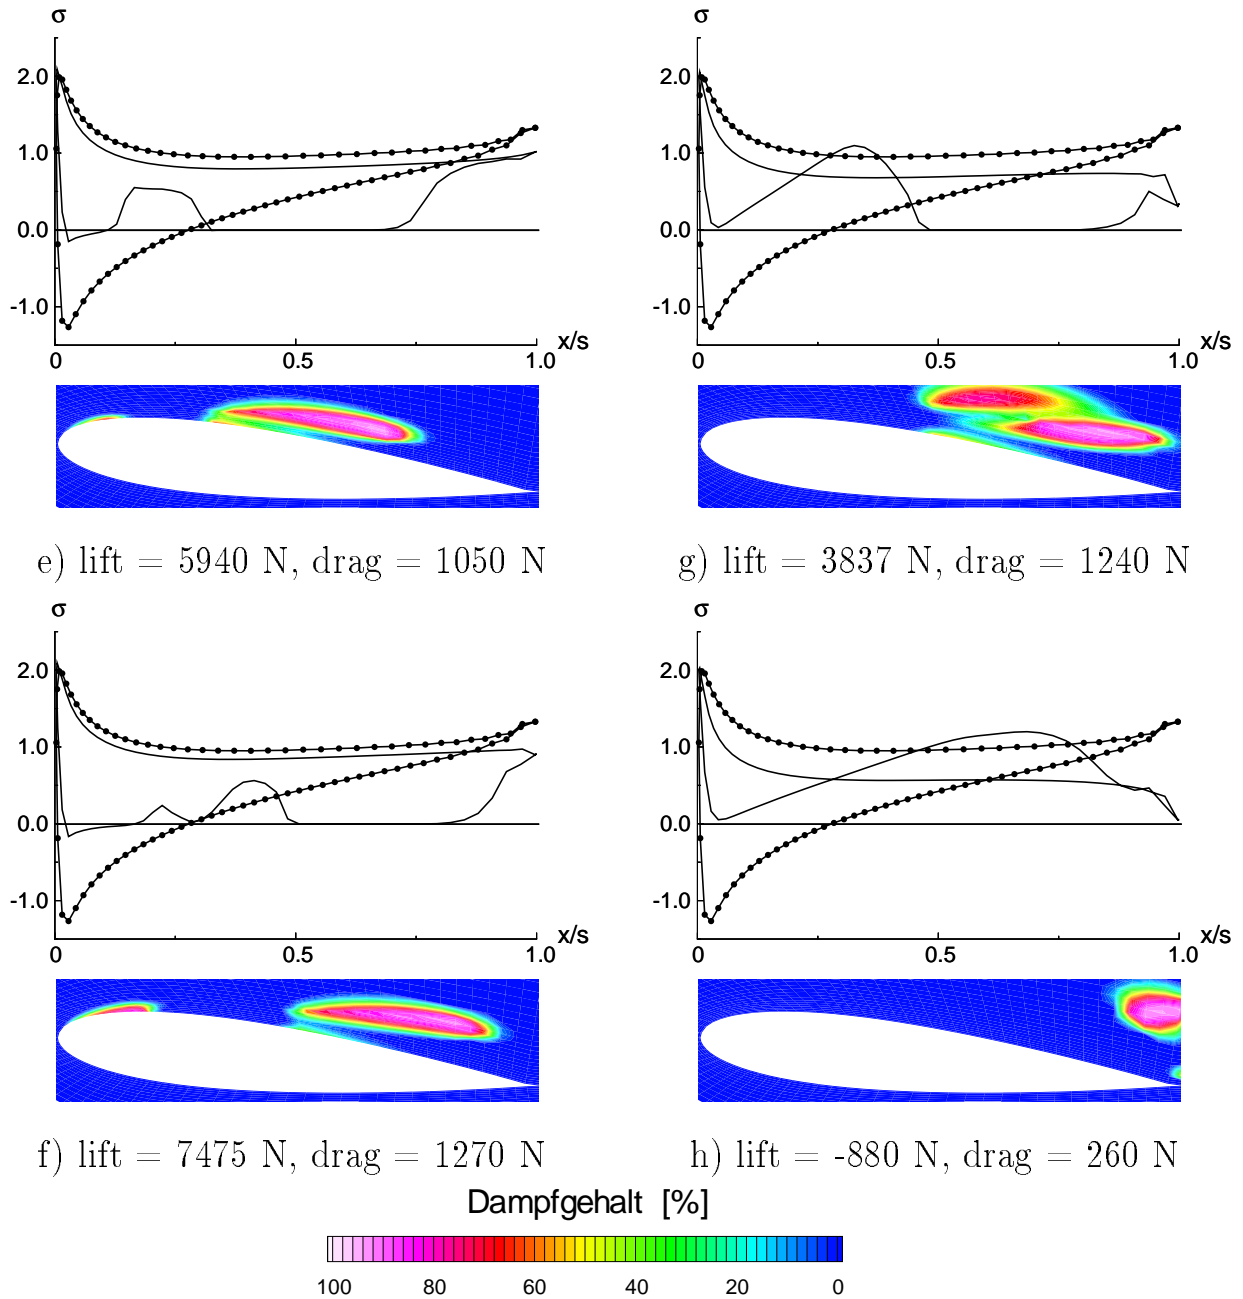 σ
2.0
1.0
0.0
-1.0
0
0.5
1.0
x/s
e) lift = 5940 N, drag = 1050 N
σ
2.0
1.0
0.0
-1.0
0
0.5
1.0
x/s
g) lift = 3837 N, drag = 1240 N
σ
2.0
1.0
0.0
-1.0
0
0.5
1.0
x/s
f) lift = 7475 N, drag = 1270 N
σ
2.0
1.0
0.0
-1.0
0
0.5
1.0
x/s
h) lift = -880 N, drag = 260 N
Dampfgehalt [%]
100 80 60 40 20 0